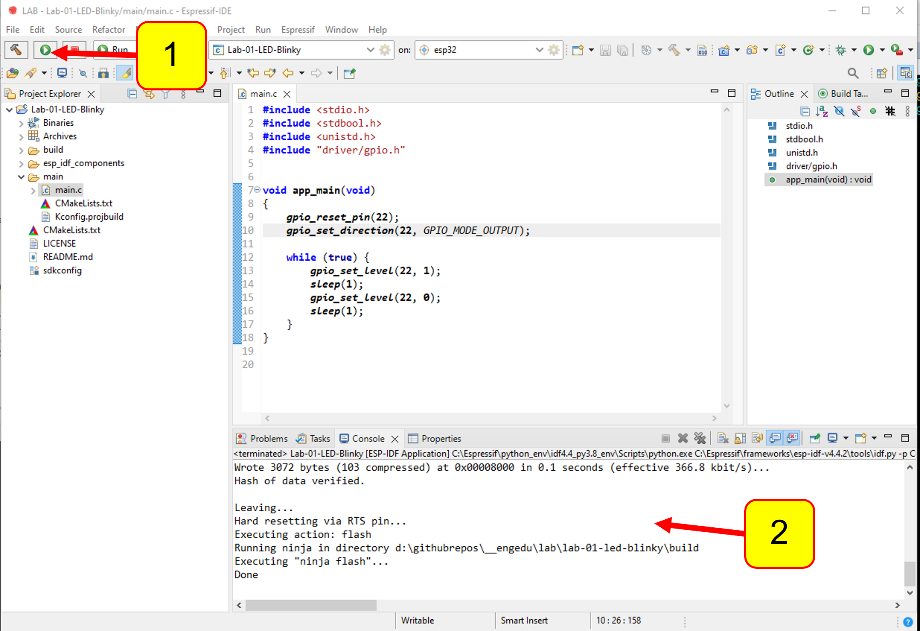 LAB - Lab-01-LED-Blinky/main/main.c - Espressif-IDE
File Edit Source Refactor Project Run Espressif Window Help
Run Lab-01-LED-Blinky on: esp32
1
Project Explorer
Lab-01-LED-Blinky
Binaries
Archives
build
esp_idf_components
main
main.c
CMakeLists.txt
Kconfig.projbuild
CMakeLists.txt
LICENSE
README.md
sdkconfig
main.c
1 #include <stdio.h>
2 #include <stdbool.h>
3 #include <unistd.h>
4 #include "driver/gpio.h"
5
6
7 void app_main(void)
8 {
9 gpio_reset_pin(22);
10 gpio_set_direction(22, GPIO_MODE_OUTPUT);
11
12 while (true) {
13 gpio_set_level(22, 1);
14 sleep(1);
15 gpio_set_level(22, 0);
16 sleep(1);
17 }
18 }
19
20
Outline Build Ta...
stdio.h
stdbool.h
unistd.h
driver/gpio.h
app_main(void) : void
Problems Tasks Console Properties
<terminated> Lab-01-LED-Blinky [ESP-IDF Application] C:\Espressif\python_env\idf4.4_py3.8_env\Scripts\python.exe C:\Espressif\frameworks\esp-idf-v4.4.2\tools\idf.py -p C
Wrote 3072 bytes (103 compressed) at 0x00008000 in 0.1 seconds (effective 366.8 kbit/s)...
Hash of data verified.
Leaving...
Hard resetting via RTS pin...
Executing action: flash
Running ninja in directory d:\githubrepos\__engedu\lab\lab-01-led-blinky\build
Executing "ninja flash"...
Done
2
Writable Smart Insert 10 : 26 : 158